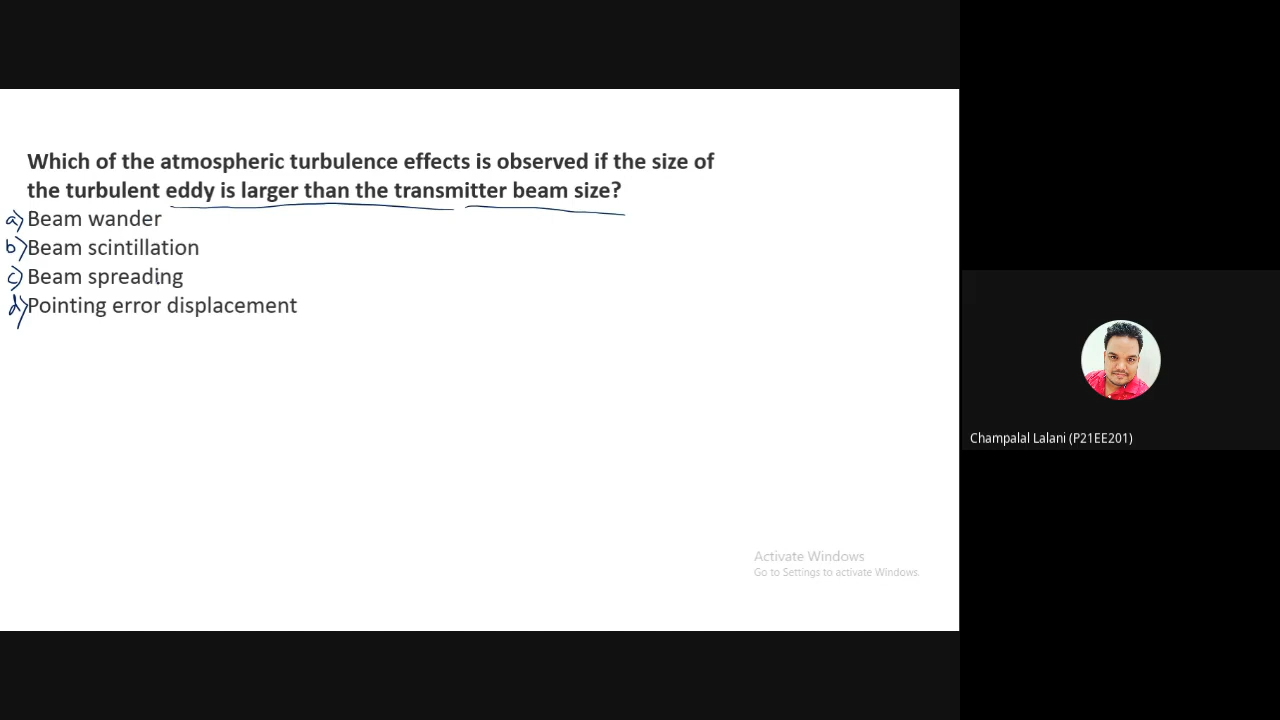 Which of the atmospheric turbulence effects is observed if the size of
the turbulent eddy is larger than the transmitter beam size?
a) Beam wander
b) Beam scintillation
c) Beam spreading
d) Pointing error displacement
Champalal Lalani (P21EE201)
Activate Windows
Go to Settings to activate Windows.